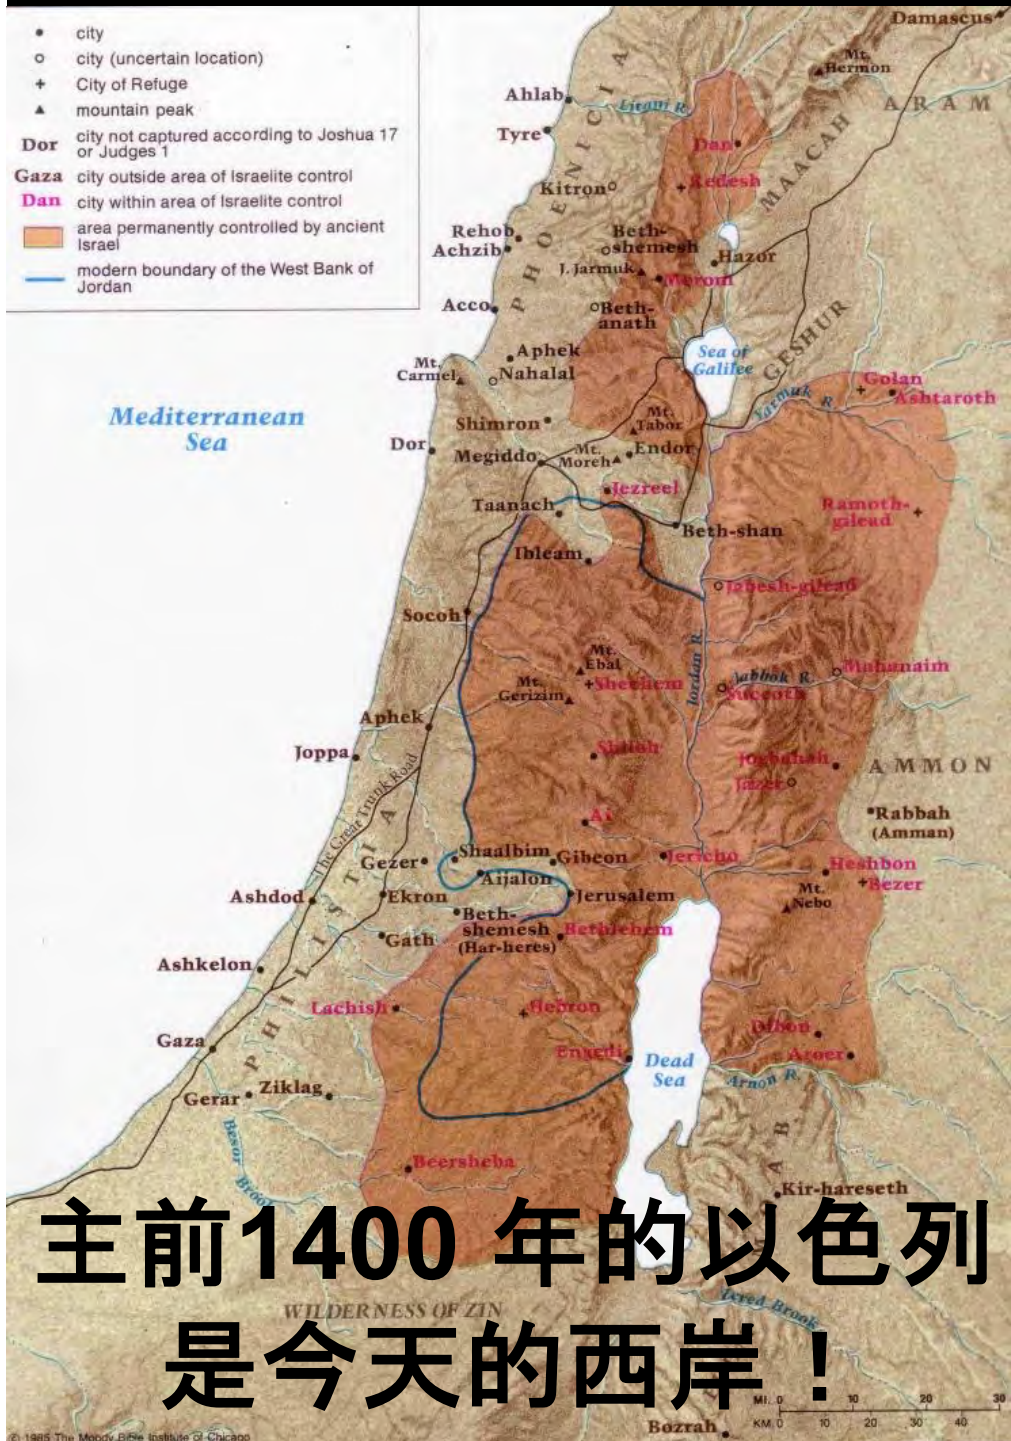 city
city (uncertain location)
City of Refuge
mountain peak
Dor city not captured according to Joshua 17
or Judges 1
Gaza city outside area of Israelite control
Dan city within area of Israelite control
area permanently controlled by ancient
Israel
modern boundary of the West Bank of
Jordan
Damascus
Mt.
Hermon
ARAM
Ahlab
Litani R.
Tyre
PHOENICIA
Dan
MAACAH
Kitron
Kedesh
Rehob
Achzib
Beth-
shemesh
Hazor
J. Jarmuk
Merom
Acco
Beth-
anath
GESHUR
Aphek
Sea of
Galilee
Mt.
Carmel
Nahalal
Golan
Ashtaroth
Yarmuk R.
Mediterranean
Sea
Shimron
Mt.
Tabor
Dor
Megiddo
Mt.
Moreh
Endor
Jezreel
Taanach
Ramoth-
gilead
Beth-shan
Ibleam
Jabesh-gilead
Socoh
Jordan R.
Mt.
Ebal
Mt.
Gerizim
Shechem
Jabbok R.
Mahanaim
Succoth
Aphek
Joppa
Shiloh
Jogbehah
AMMON
Jazer
The Great Trunk Road
Ai
Rabbah
(Amman)
Gezer
Shaalbim
Gibeon
Jericho
Heshbon
Aijalon
Bezer
Ashdod
Ekron
Jerusalem
Mt.
Nebo
PHILISTIA
Beth-
shemesh
(Har-heres)
Bethlehem
Gath
Ashkelon
Lachish
Hebron
Dibon
Gaza
Engedi
Aroer
Dead
Sea
Arnon R.
Gerar
Ziklag
Besor Brook
Beersheba
Kir-hareseth
主前1400 年的以色列
WILDERNESS OF ZIN
Zered Brook
是今天的西岸！
MI. 0 10 20 30
KM. 0 10 20 30 40
Bozrah
© 1985 The Moody Bible Institute of Chicago